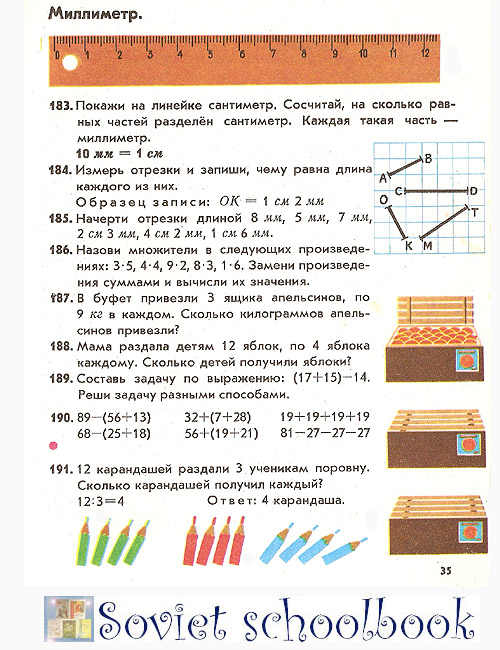 Миллиметр.
0 1 2 3 4 5 6 7 8 9 10 11 12
183. Покажи на линейке сантиметр. Сосчитай, на сколько рав-
ных частей разделён сантиметр. Каждая такая часть —
миллиметр.
10 мм = 1 см
184. Измерь отрезки и запиши, чему равна длина
каждого из них.
Образец записи: OK = 1 см 2 мм
185. Начерти отрезки длиной 8 мм, 5 мм, 7 мм,
2 см 3 мм, 4 см 2 мм, 1 см 6 мм.
A B
C D
O T
K M
186. Назови множители в следующих произведе-
ниях: 3·5, 4·4, 9·2, 8·3, 1·6. Замени произведе-
ния суммами и вычисли их значения.
187. В буфет привезли 3 ящика апельсинов, по
9 кг в каждом. Сколько килограммов апель-
синов привезли?
188. Мама раздала детям 12 яблок, по 4 яблока
каждому. Сколько детей получили яблоки?
189. Составь задачу по выражению: (17+15)−14.
Реши задачу разными способами.
190. 89−(56+13) 32+(7+28) 19+19+19+19
68−(25+18) 56+(19+21) 81−27−27−27
191. 12 карандашей раздали 3 ученикам поровну.
Сколько карандашей получил каждый?
12:3=4 Ответ: 4 карандаша.
35
Soviet schoolbook